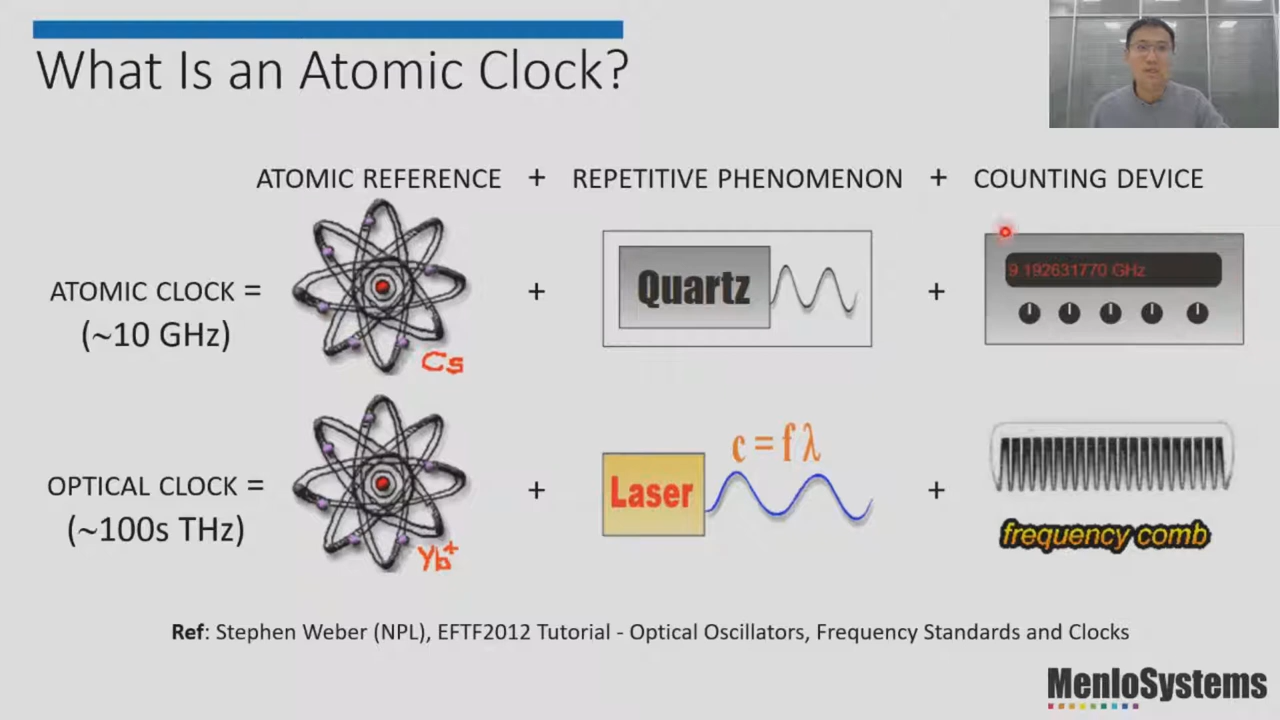 What Is an Atomic Clock?
ATOMIC REFERENCE + REPETITIVE PHENOMENON + COUNTING DEVICE
ATOMIC CLOCK =
(~10 GHz)
Cs
+
Quartz
+
9 192631770 GHz
OPTICAL CLOCK =
(~100s THz)
Yb+
+
Laser
c = f λ
+
frequency comb
Ref: Stephen Weber (NPL), EFTF2012 Tutorial - Optical Oscillators, Frequency Standards and Clocks
MenloSystems